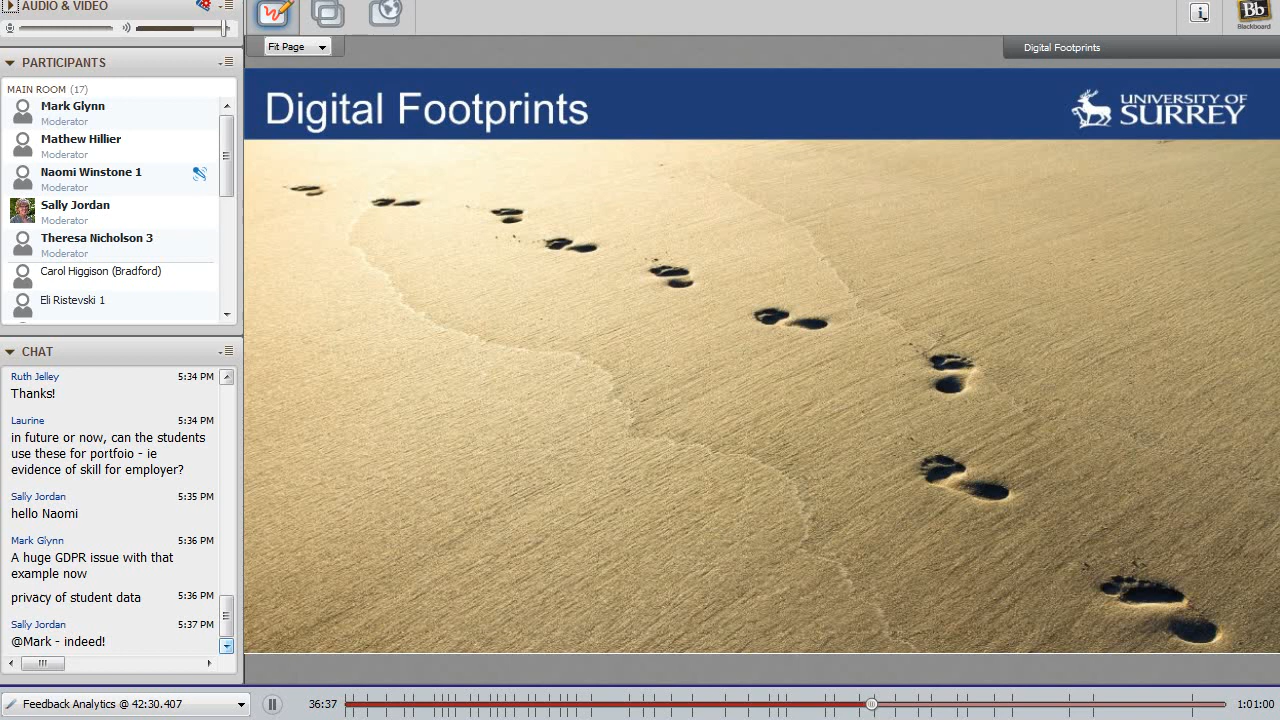 AUDIO & VIDEO
PARTICIPANTS
MAIN ROOM (17)
Mark Glynn
Moderator
Mathew Hillier
Moderator
Naomi Winstone 1
Moderator
Sally Jordan
Moderator
Theresa Nicholson 3
Moderator
Carol Higgison (Bradford)
Eli Ristevski 1
CHAT
Ruth Jelley 5:34 PM
Thanks!
Laurine 5:34 PM
in future or now, can the students
use these for portfoio - ie
evidence of skill for employer?
Sally Jordan 5:35 PM
hello Naomi
Mark Glynn 5:36 PM
A huge GDPR issue with that
example now
privacy of student data 5:36 PM
Sally Jordan 5:37 PM
@Mark - indeed!
Fit Page
Digital Footprints
Bb
Blackboard
Digital Footprints
UNIVERSITY OF
SURREY
Feedback Analytics @ 42:30.407
36:37
1:01:00